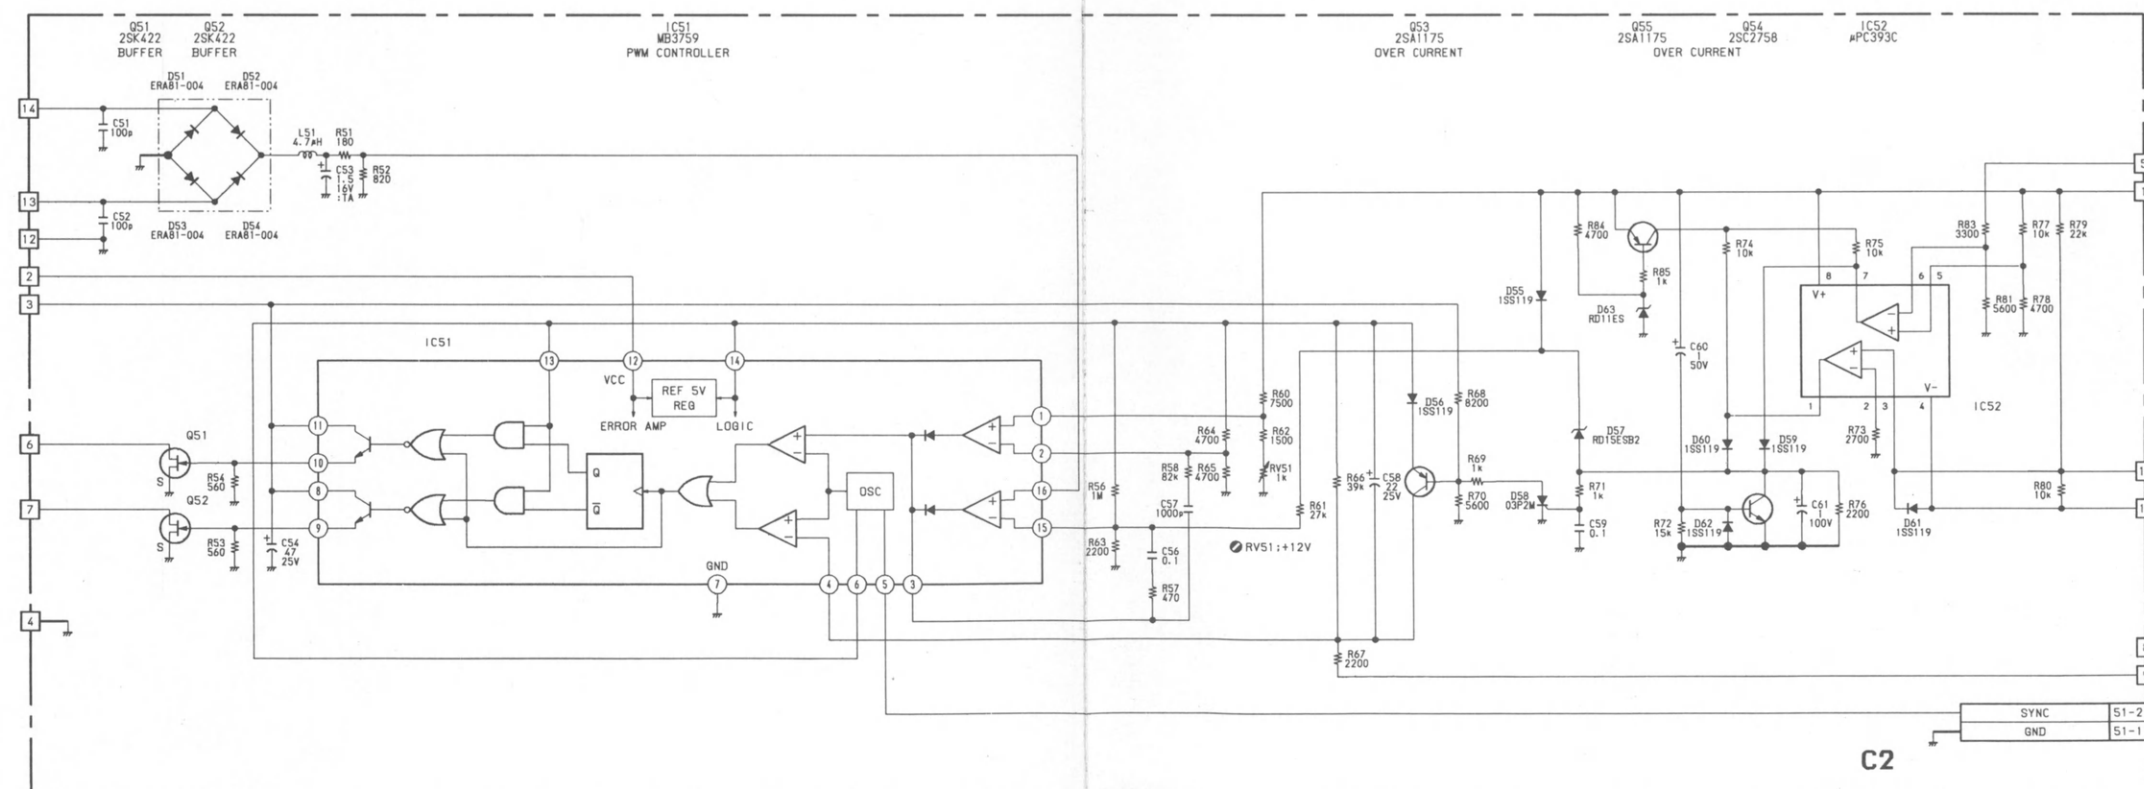 Q51
2SK422
BUFFER
Q52
2SK422
BUFFER
IC51
MB3759
PWM CONTROLLER
Q53
2SA1175
OVER CURRENT
Q55
2SA1175
Q54
2SC2758
OVER CURRENT
IC52
µPC393C
D51
ERA81-004
D52
ERA81-004
14
C51
100p
L51
4.7µH
R51
180
C53
1.5
16V
:TA
R52
820
13
C52
100p
D53
ERA81-004
D54
ERA81-004
12
2
3
5
R84
4700
R85
1k
D63
RD11ES
D55
1SS119
R74
10k
R75
10k
R83
3300
R77
10k
R79
22k
8
7
6
5
V+
R81
5600
R78
4700
C60
1
50V
V-
1
2
3
4
IC52
R73
2700
IC51
13
12
14
VCC
REF 5V
REG
ERROR AMP
LOGIC
11
10
8
9
1
2
16
15
Q
Q
OSC
GND
7
4
6
5
3
6
Q51
S
R54
560
7
Q52
S
R53
560
C54
47
25V
4
R60
7500
R62
1500
RV51
1k
R64
4700
R65
4700
R58
82k
C57
1000p
R56
1M
R63
2200
C56
0.1
R57
470
R61
27k
RV51;+12V
R66
39k
C58
22
25V
D56
1SS119
R68
8200
R69
1k
R70
5600
D58
03P2M
D57
RD15ESB2
R71
1k
C59
0.1
D60
1SS119
D59
1SS119
R72
15k
D62
1SS119
C61
1
100V
R76
2200
D61
1SS119
R80
10k
R67
2200
SYNC
51-2
GND
51-1
C2